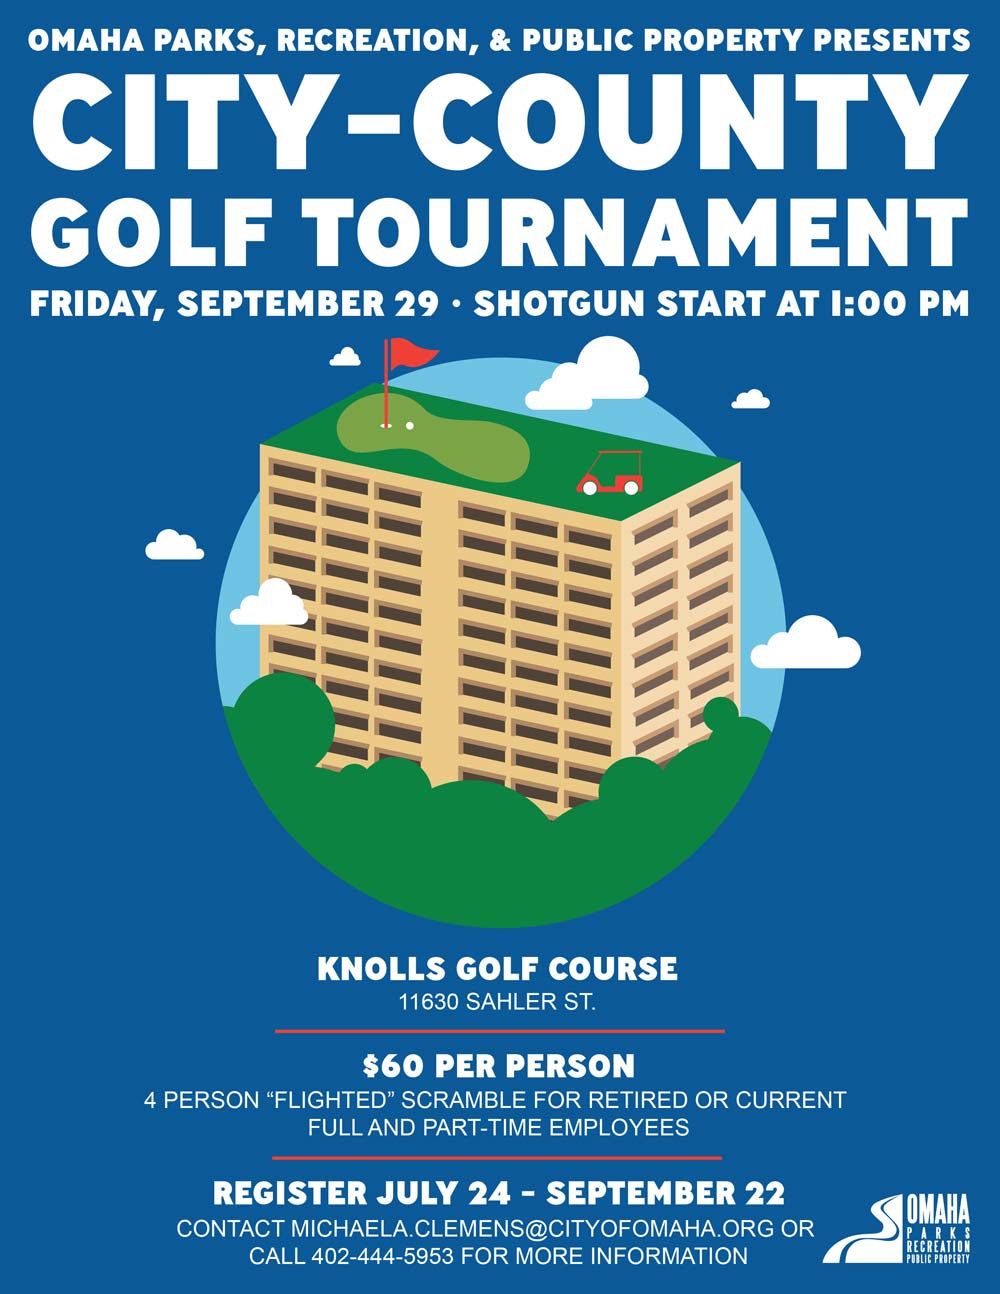 OMAHA PARKS, RECREATION, & PUBLIC PROPERTY PRESENTS
CITY-COUNTY
GOLF TOURNAMENT
FRIDAY, SEPTEMBER 29 · SHOTGUN START AT 1:00 PM
KNOLLS GOLF COURSE
11630 SAHLER ST.
$60 PER PERSON
4 PERSON “FLIGHTED” SCRAMBLE FOR RETIRED OR CURRENT
FULL AND PART-TIME EMPLOYEES
REGISTER JULY 24 - SEPTEMBER 22
CONTACT MICHAELA.CLEMENS@CITYOFOMAHA.ORG OR
CALL 402-444-5953 FOR MORE INFORMATION
OMAHA
PARKS
RECREATION
PUBLIC PROPERTY